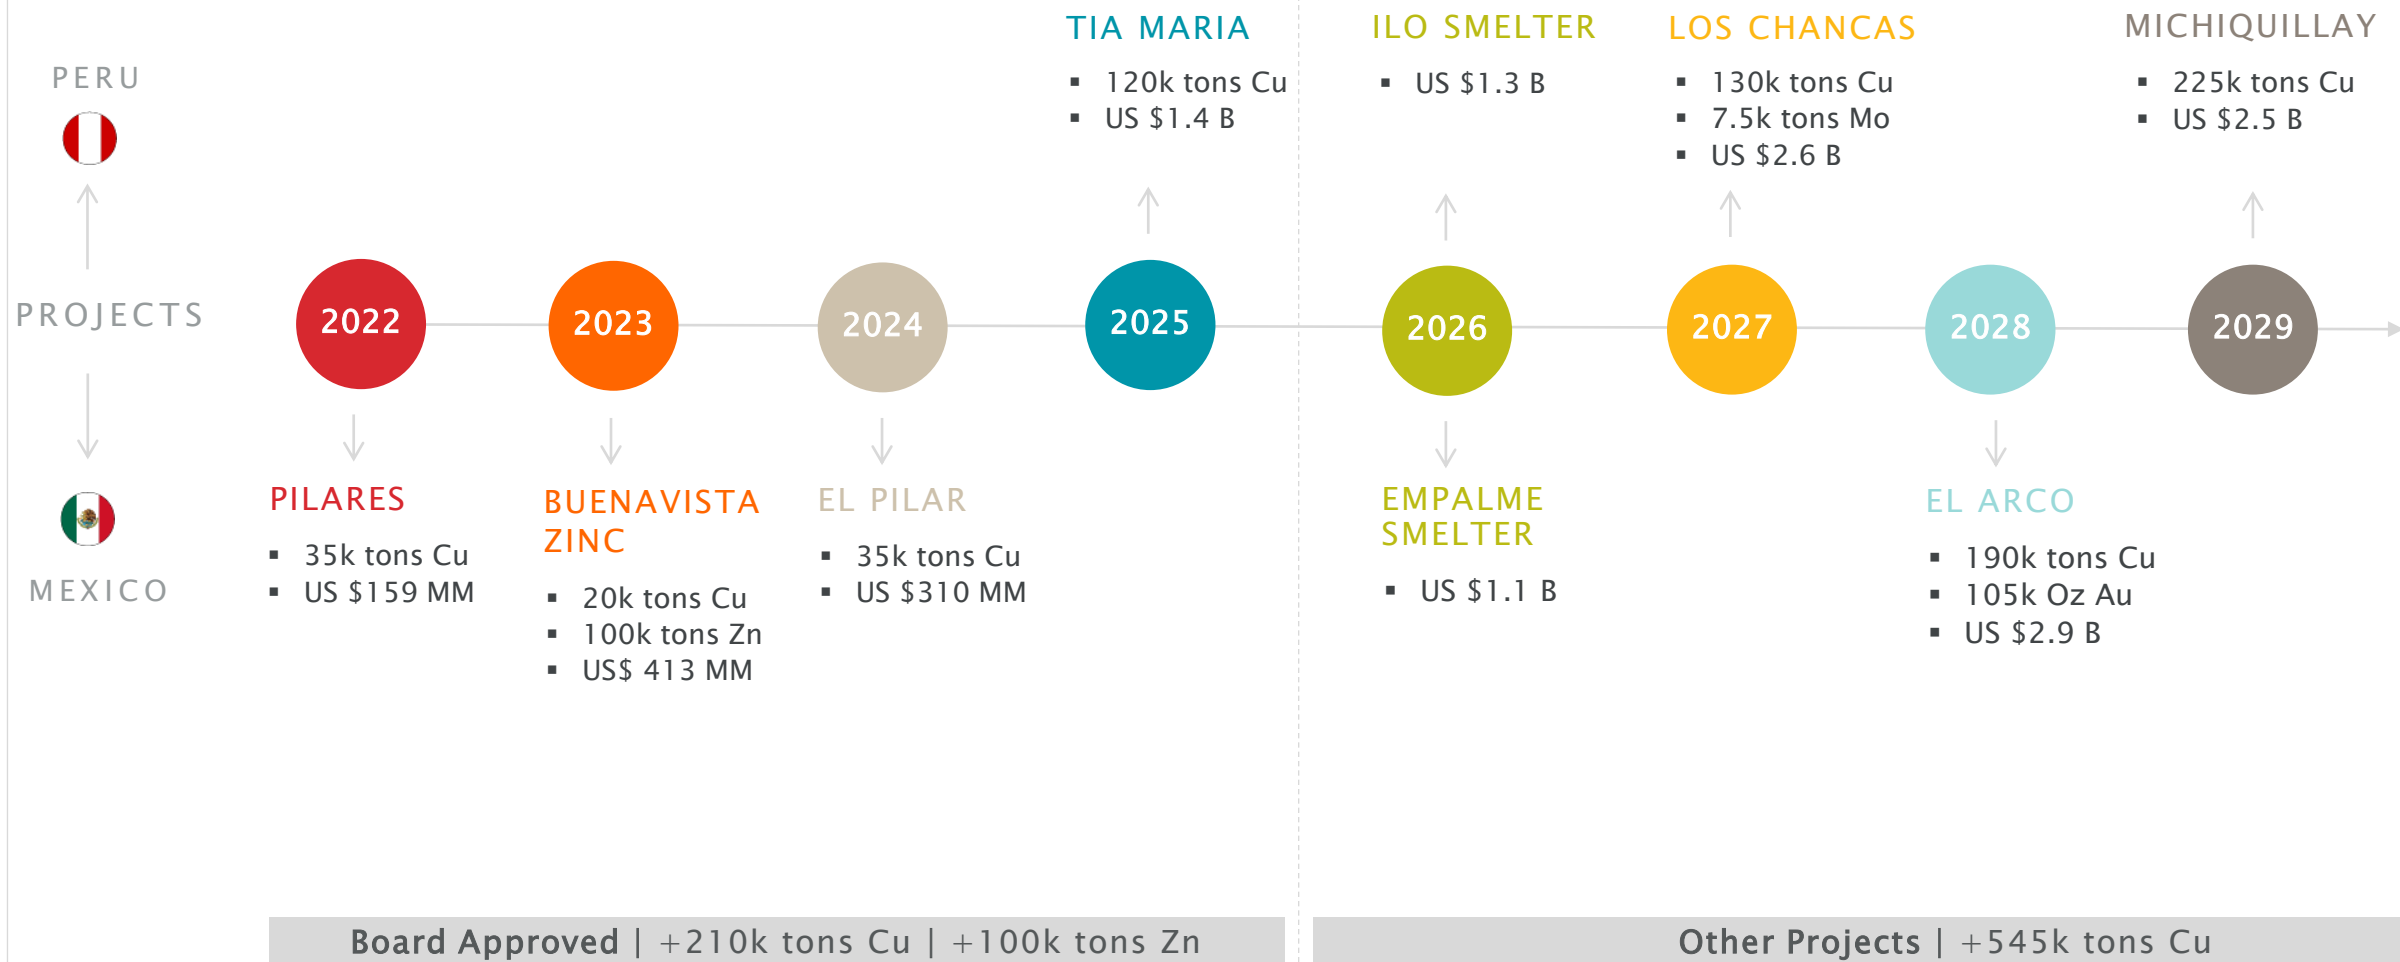 PERU
PROJECTS
MEXICO
TIA MARIA
▪ 120k tons Cu
▪ US $1.4 B
ILO SMELTER
▪ US $1.3 B
LOS CHANCAS
▪ 130k tons Cu
▪ 7.5k tons Mo
▪ US $2.6 B
MICHIQUILLAY
▪ 225k tons Cu
▪ US $2.5 B
2022
2023
2024
2025
2026
2027
2028
2029
PILARES
▪ 35k tons Cu
▪ US $159 MM
BUENAVISTA
ZINC
▪ 20k tons Cu
▪ 100k tons Zn
▪ US$ 413 MM
EL PILAR
▪ 35k tons Cu
▪ US $310 MM
EMPALME
SMELTER
▪ US $1.1 B
EL ARCO
▪ 190k tons Cu
▪ 105k Oz Au
▪ US $2.9 B
Board Approved | +210k tons Cu | +100k tons Zn
Other Projects | +545k tons Cu